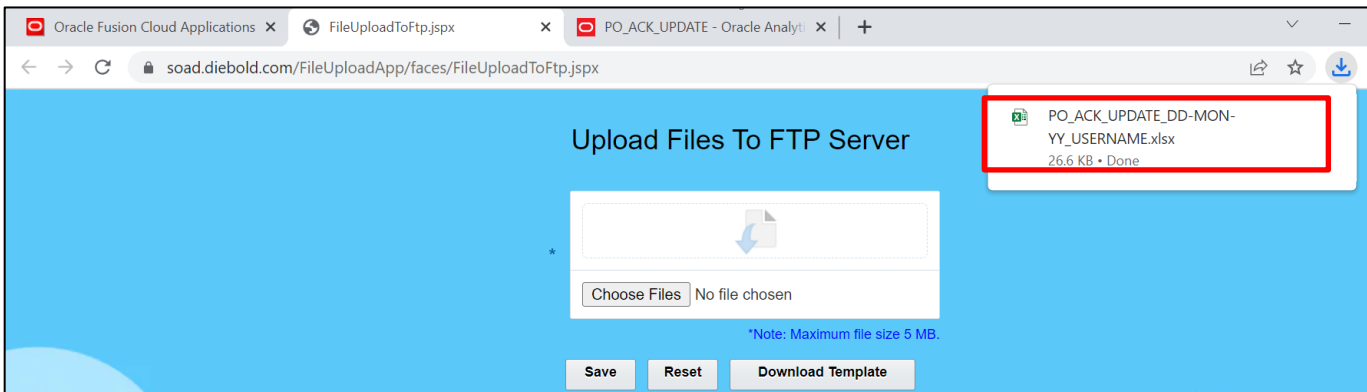 Oracle Fusion Cloud Applications
FileUploadToFtp.jspx
PO_ACK_UPDATE - Oracle Analyti
soad.diebold.com/FileUploadApp/faces/FileUploadToFtp.jspx
PO_ACK_UPDATE_DD-MON-
YY_USERNAME.xlsx
26.6 KB • Done
Upload Files To FTP Server
*
Choose Files No file chosen
*Note: Maximum file size 5 MB.
Save Reset Download Template